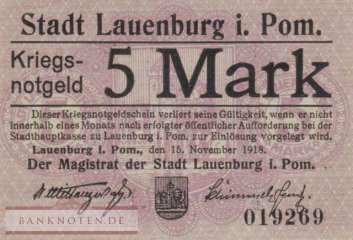 Stadt Lauenburg i. Pom.
Kriegs-
notgeld
5 Mark
Dieser Kriegsnotgeldschein verliert seine Gültigkeit, wenn er nicht
innerhalb eines Monats nach erfolgter öffentlicher Aufforderung bei der
Stadthauptkasse zu Lauenburg i. Pom. zur Einlösung vorgelegt wird.
Lauenburg i. Pom., den 15. November 1918.
Der Magistrat der Stadt Lauenburg i. Pom.
019269
BANKNOTEN.DE